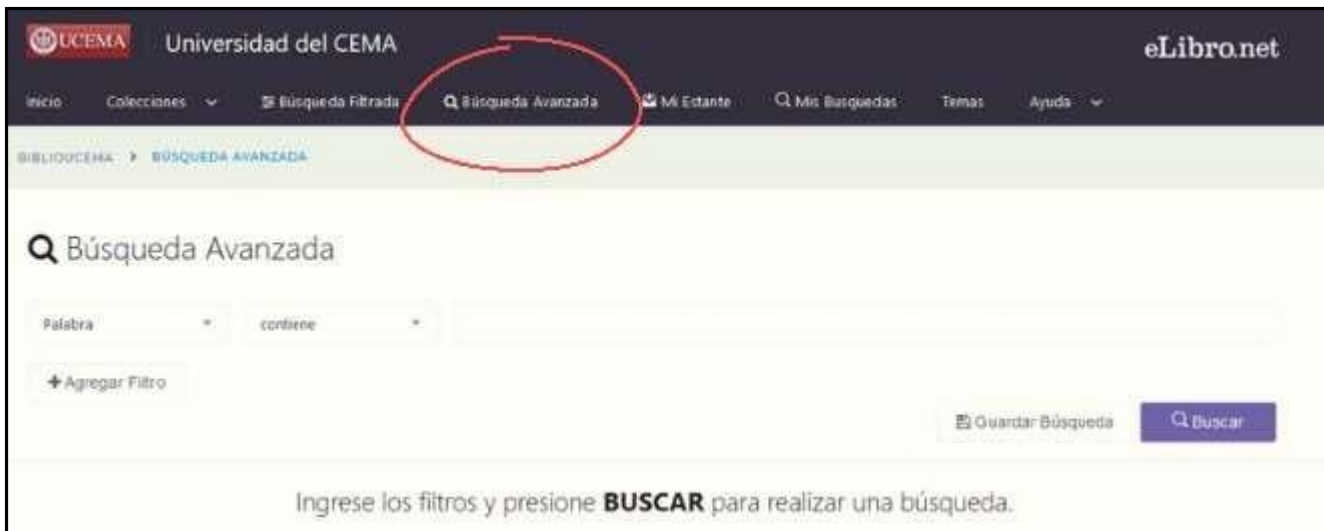 UCEMA Universidad del CEMA eLibro.net
Inicio Colecciones Búsqueda Filtrada Búsqueda Avanzada Mi Estante Mis Busquedas Temas Ayuda
BIBLIOUCEMA BÚSQUEDA AVANZADA
Búsqueda Avanzada
Palabra contiene
+ Agregar Filtro
Guardar Búsqueda Buscar
Ingrese los filtros y presione BUSCAR para realizar una búsqueda.